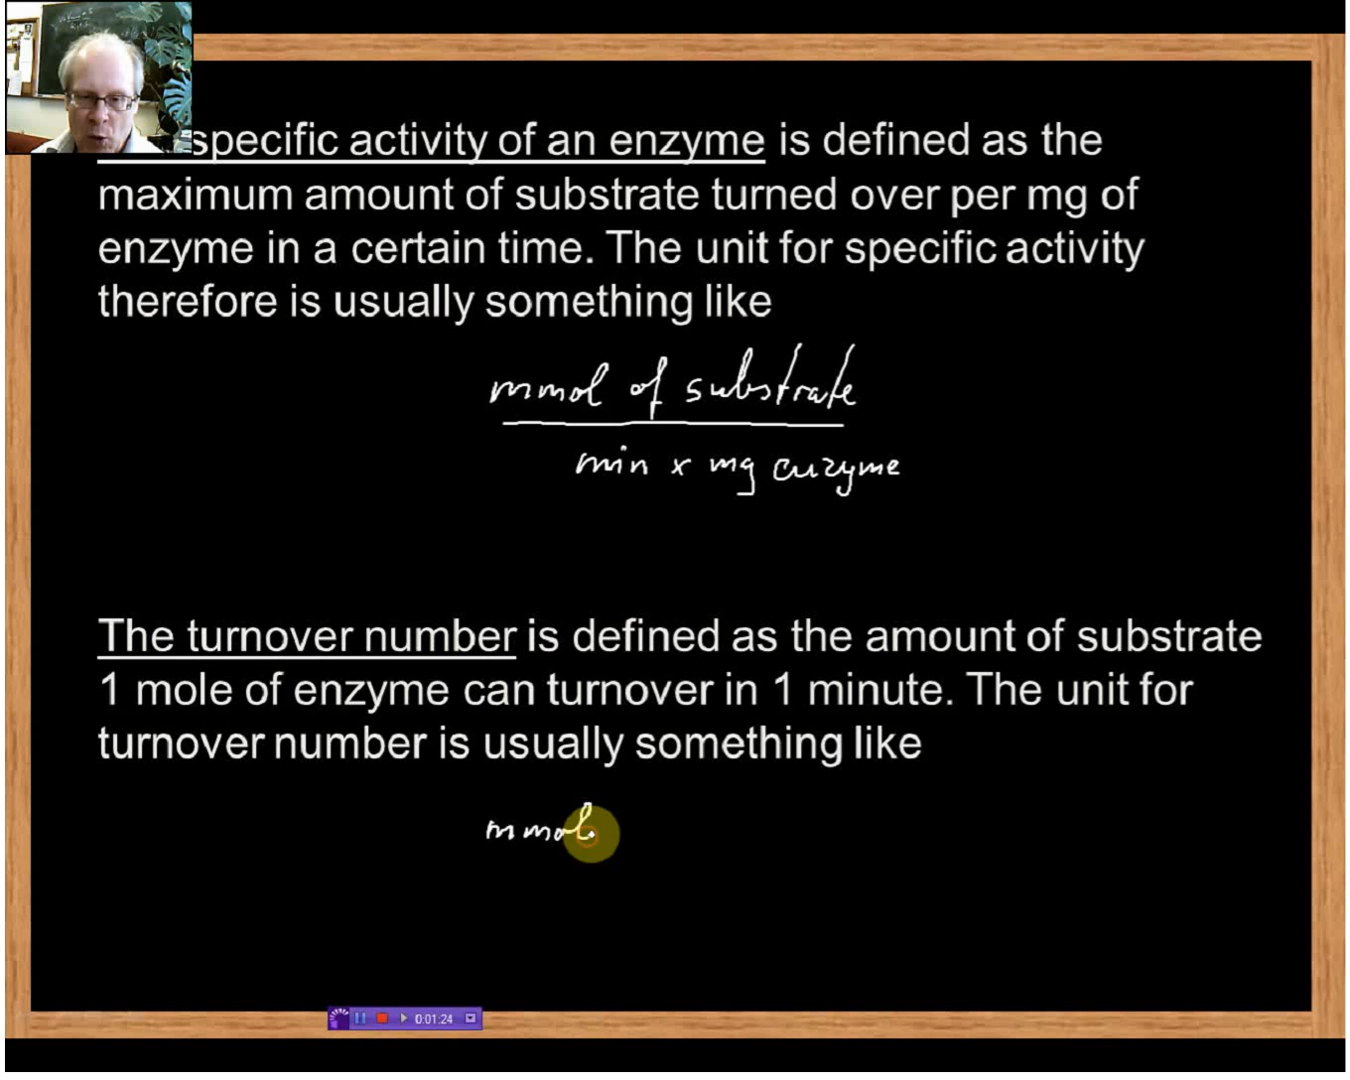 specific activity of an enzyme is defined as the
maximum amount of substrate turned over per mg of
enzyme in a certain time. The unit for specific activity
therefore is usually something like
mmol of substrate
min x mg enzyme
The turnover number is defined as the amount of substrate
1 mole of enzyme can turnover in 1 minute. The unit for
turnover number is usually something like
mmol
0:01:24